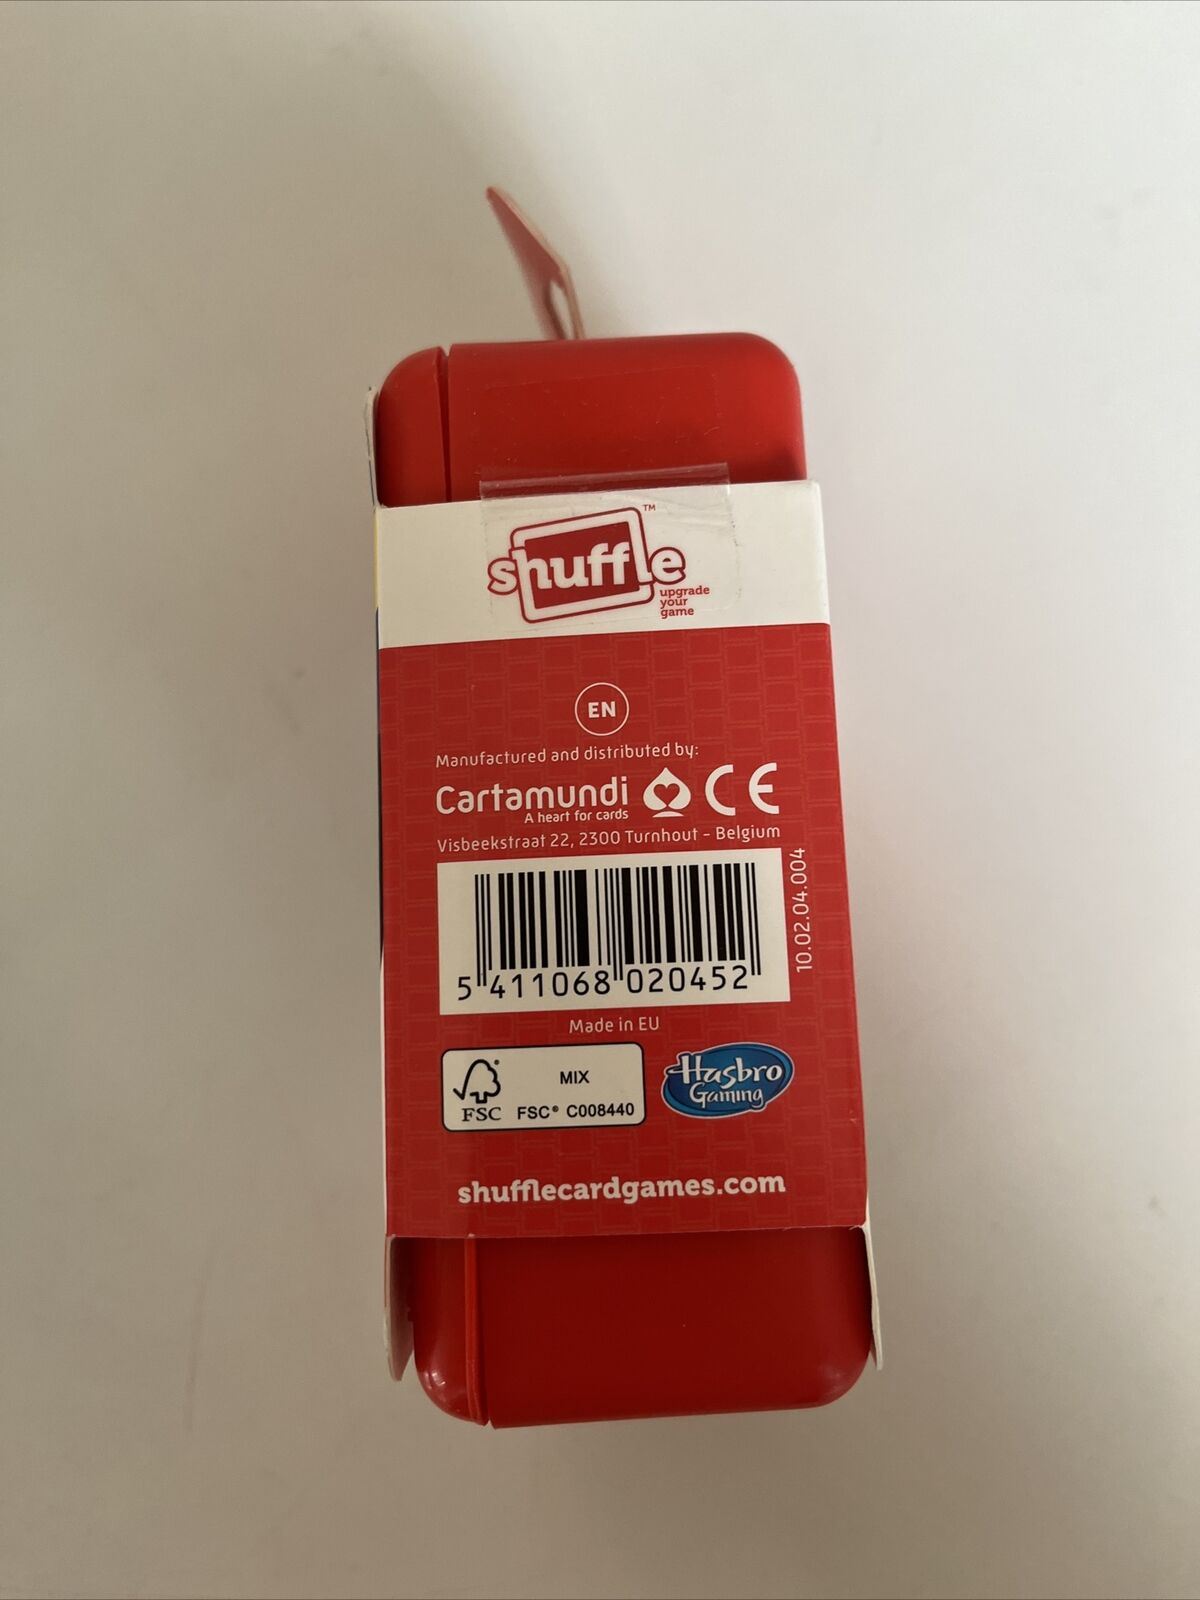 shuffle™
upgrade
your
game
EN
Manufactured and distributed by:
Cartamundi CE
A heart for cards
Visbeekstraat 22, 2300 Turnhout - Belgium
10.02.04.004
5 411068 020452
Made in EU
FSC® MIX
FSC® C008440
Hasbro
Gaming
shufflecardgames.com